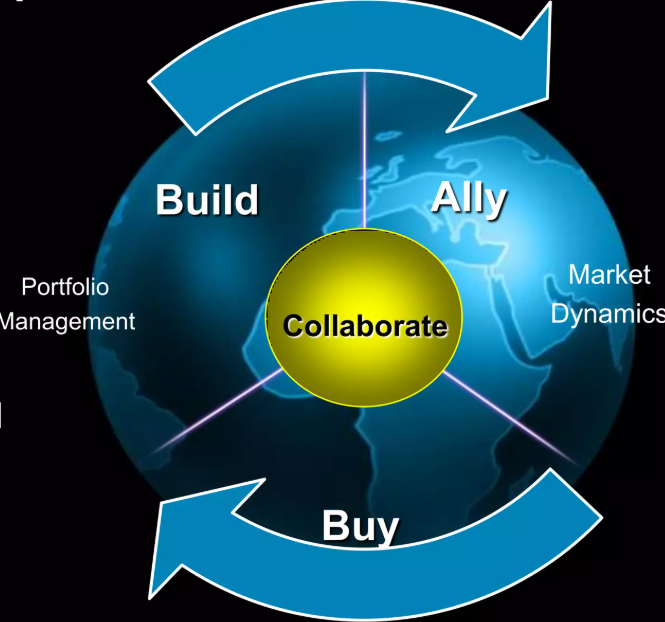 Build
Ally
Portfolio
Management
Market
Dynamics
Collaborate
Buy